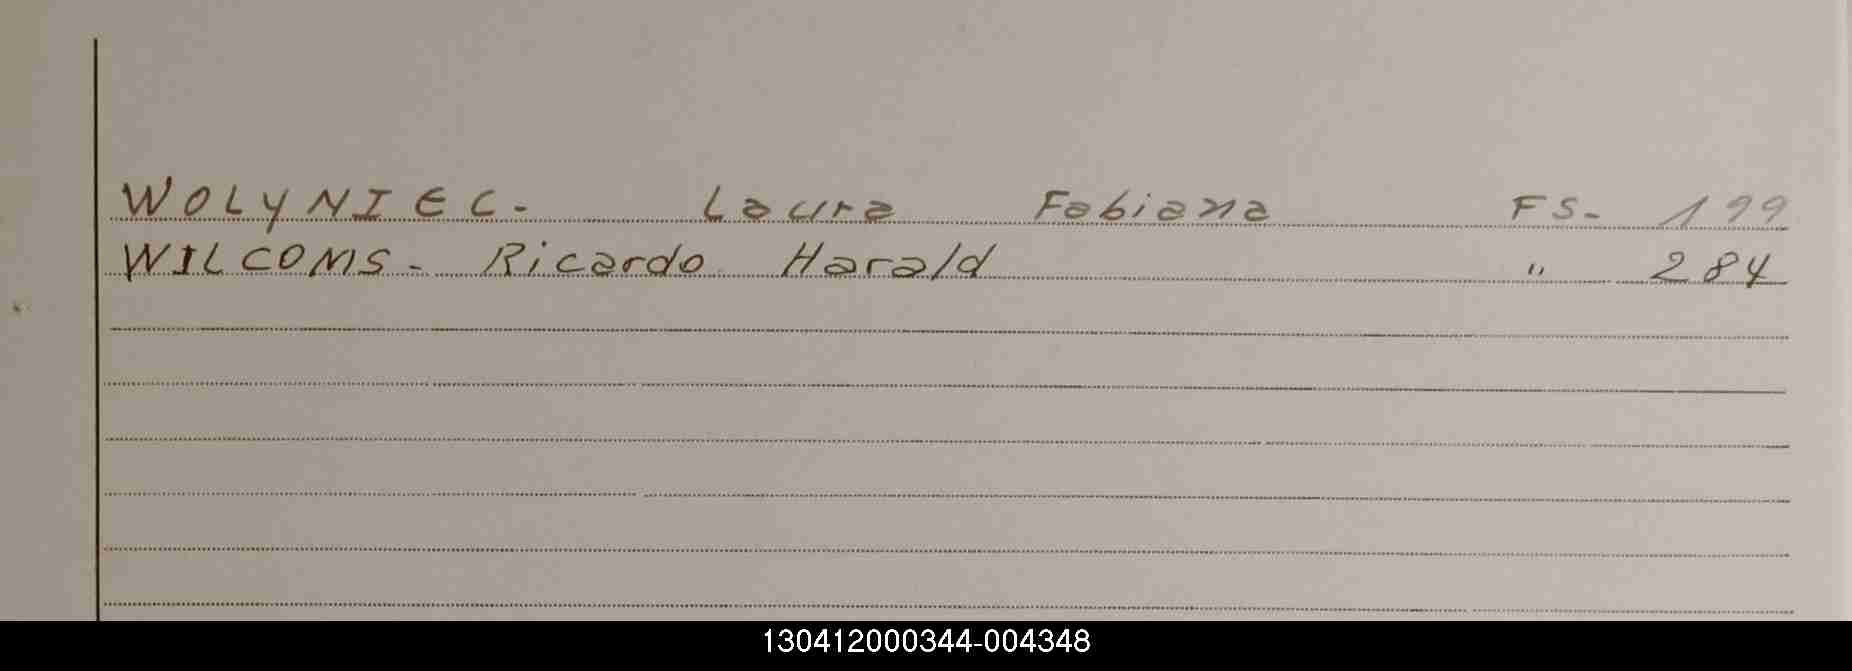 WOLYNIEC. Laura Fabiana FS. 199
WILCOMS. Ricardo Harald " 284
130412000344-004348